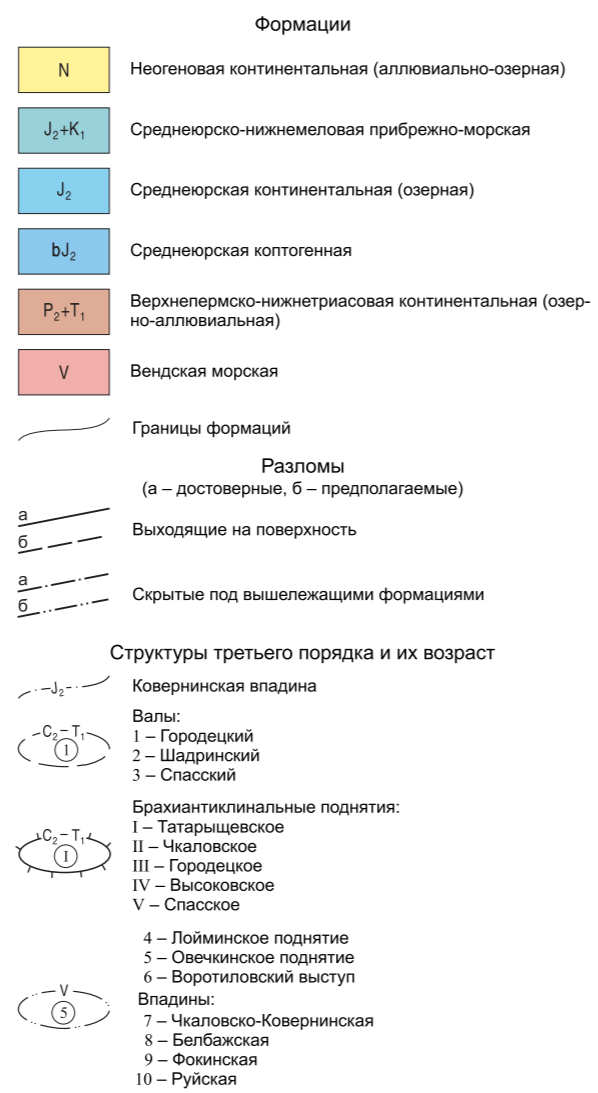 Формации
N Неогеновая континентальная (аллювиально-озерная)
J₂+K₁ Среднеюрско-нижнемеловая прибрежно-морская
J₂ Среднеюрская континентальная (озерная)
bJ₂ Среднеюрская коптогенная
P₂+T₁ Верхнепермско-нижнетриасовая континентальная (озер-
но-аллювиальная)
V Вендская морская
Границы формаций
Разломы
(а – достоверные, б – предполагаемые)
а
б
Выходящие на поверхность
а
б
Скрытые под вышележащими формациями
Структуры третьего порядка и их возраст
J₂ Ковернинская впадина
C₂ – T₁
1
Валы:
1 – Городецкий
2 – Шадринский
3 – Спасский
C₂ – T₁
I
Брахиантиклинальные поднятия:
I – Татарыщевское
II – Чкаловское
III – Городецкое
IV – Высоковское
V – Спасское
4 – Лойминское поднятие
5 – Овечкинское поднятие
6 – Воротиловский выступ
V
5
Впадины:
7 – Чкаловско-Ковернинская
8 – Белбажская
9 – Фокинская
10 – Руйская